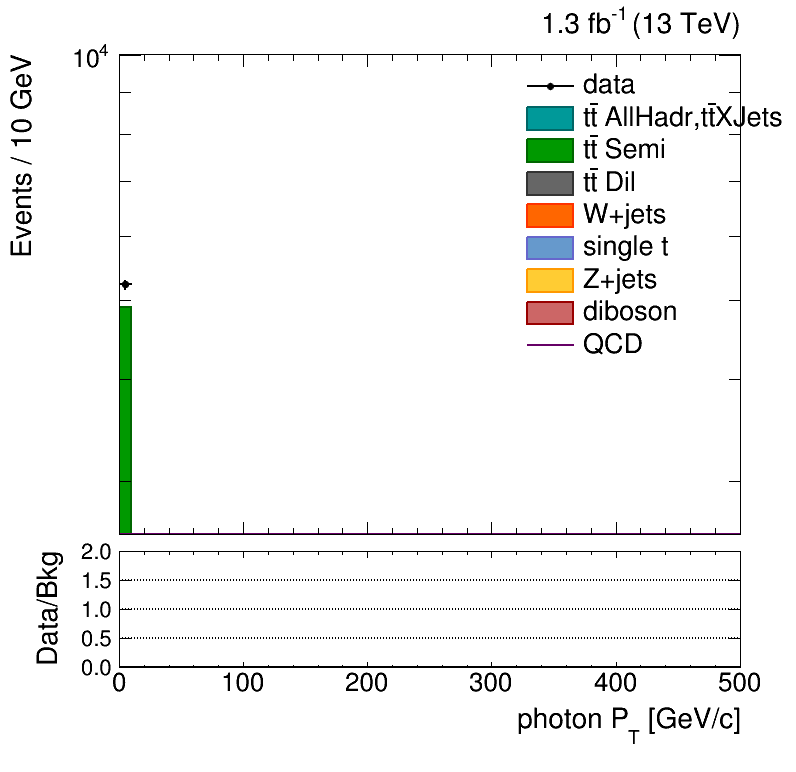 1.3 fb⁻¹ (13 TeV)
Events / 10 GeV
10⁴
data
tt̄ AllHadr,tt̄XJets
tt̄ Semi
tt̄ Dil
W+jets
single t
Z+jets
diboson
QCD
Data/Bkg
2.0
1.5
1.0
0.5
0.0
0 100 200 300 400 500
photon P_T [GeV/c]